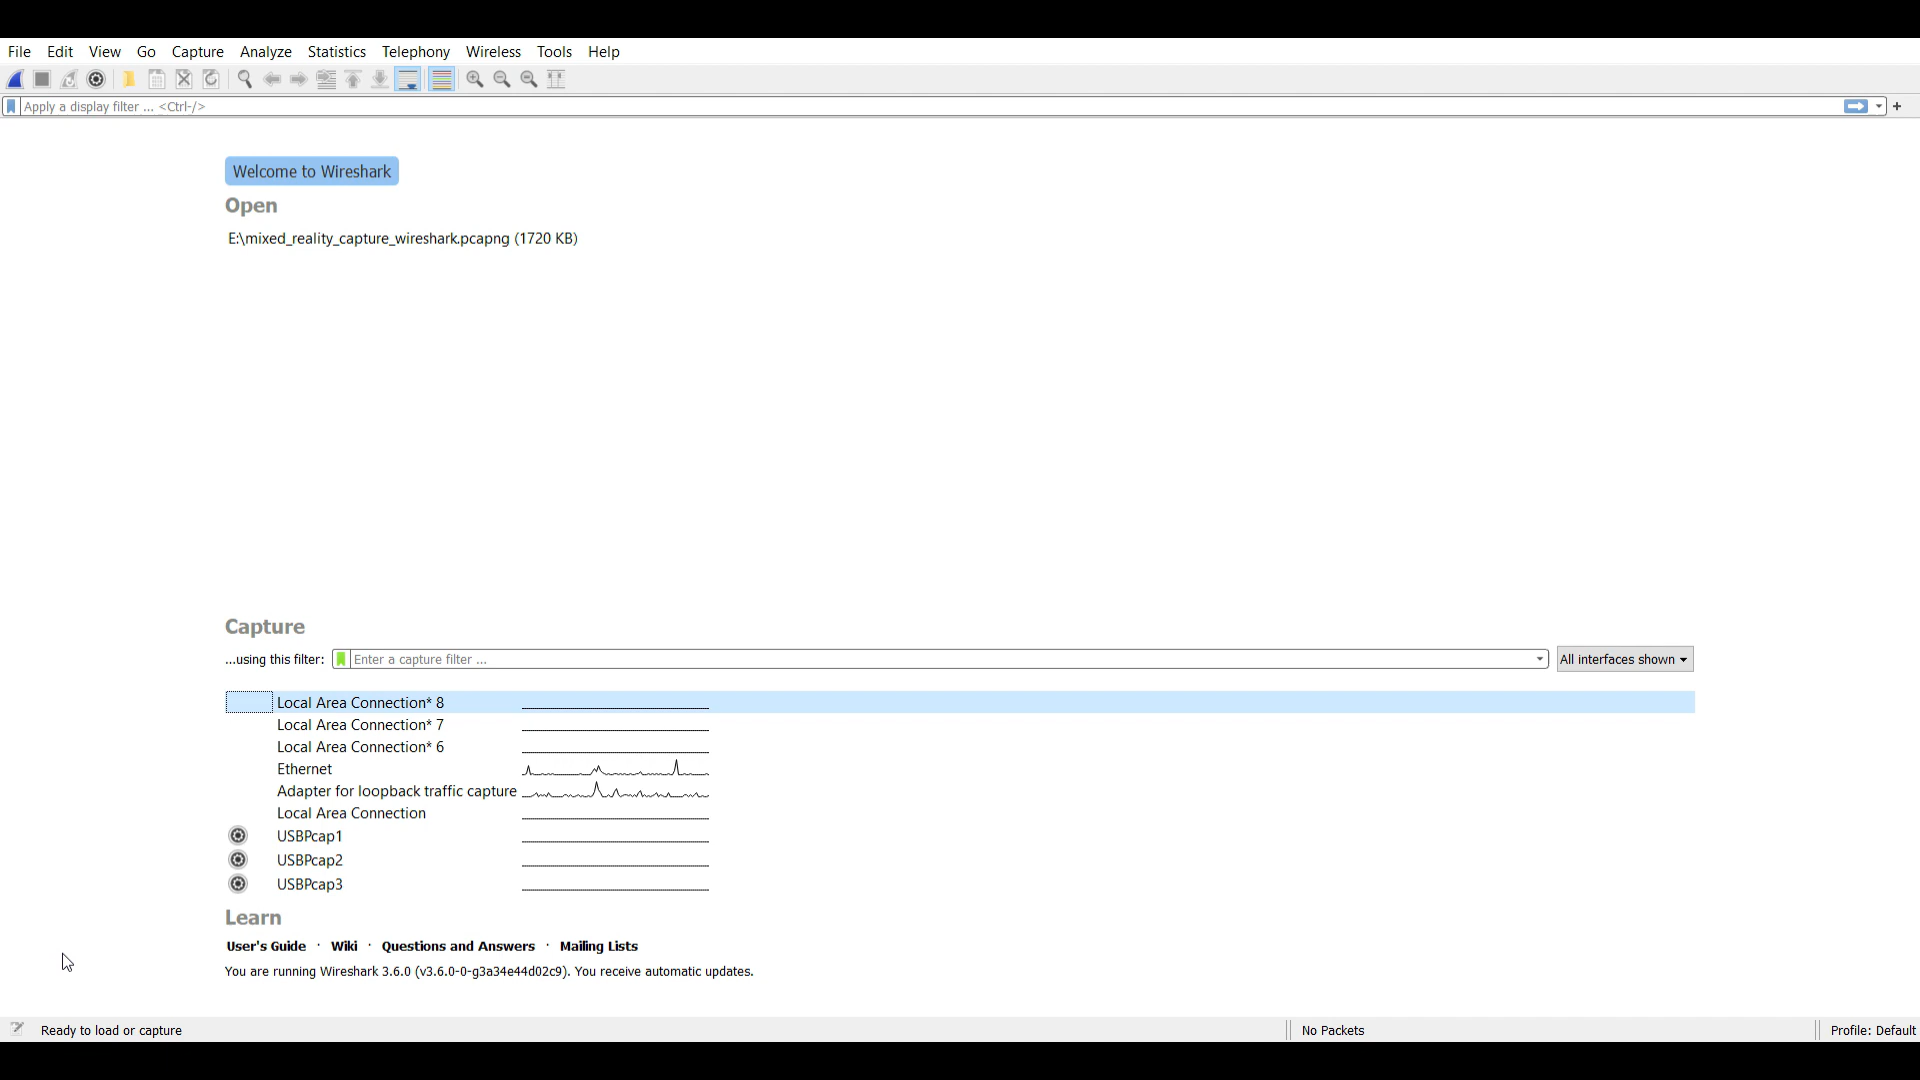 File Edit View Go Capture Analyze Statistics Telephony Wireless Tools Help
Apply a display filter ... <Ctrl-/>
+
Welcome to Wireshark
Open
E:\mixed_reality_capture_wireshark.pcapng (1720 KB)
Capture
...using this filter: Enter a capture filter ... All interfaces shown
Local Area Connection* 8
Local Area Connection* 7
Local Area Connection* 6
Ethernet
Adapter for loopback traffic capture
Local Area Connection
USBPcap1
USBPcap2
USBPcap3
Learn
User's Guide · Wiki · Questions and Answers · Mailing Lists
You are running Wireshark 3.6.0 (v3.6.0-0-g3a34e44d02c9). You receive automatic updates.
Ready to load or capture No Packets Profile: Default